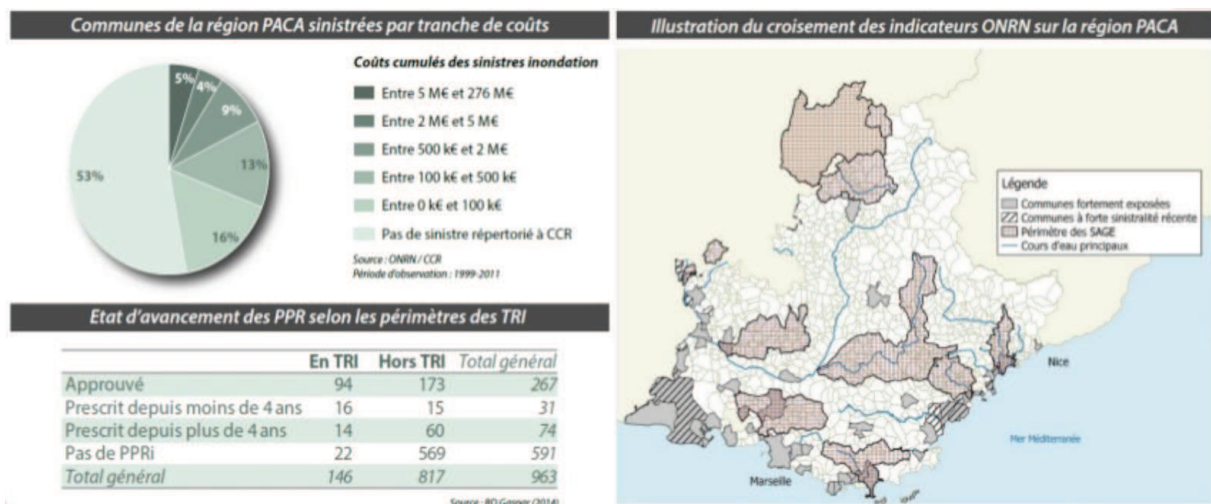 Communes de la région PACA sinistrées par tranche de coûts
5%
4%
9%
13%
16%
53%
Coûts cumulés des sinistres inondation
Entre 5 M€ et 276 M€
Entre 2 M€ et 5 M€
Entre 500 k€ et 2 M€
Entre 100 k€ et 500 k€
Entre 0 k€ et 100 k€
Pas de sinistre répertorié à CCR
Source : ONRN / CCR
Période d'observation : 1999-2011
Etat d'avancement des PPR selon les périmètres des TRI
En TRI Hors TRI Total général
Approuvé 94 173 267
Prescrit depuis moins de 4 ans 16 15 31
Prescrit depuis plus de 4 ans 14 60 74
Pas de PPRi 22 569 591
Total général 146 817 963
Source : BD Gaspar (2014)
Illustration du croisement des indicateurs ONRN sur la région PACA
Légende
Communes fortement exposées
Communes à forte sinistralité récente
Périmètre des SAGE
Cours d'eau principaux
Nice
Mer Méditerranée
Marseille